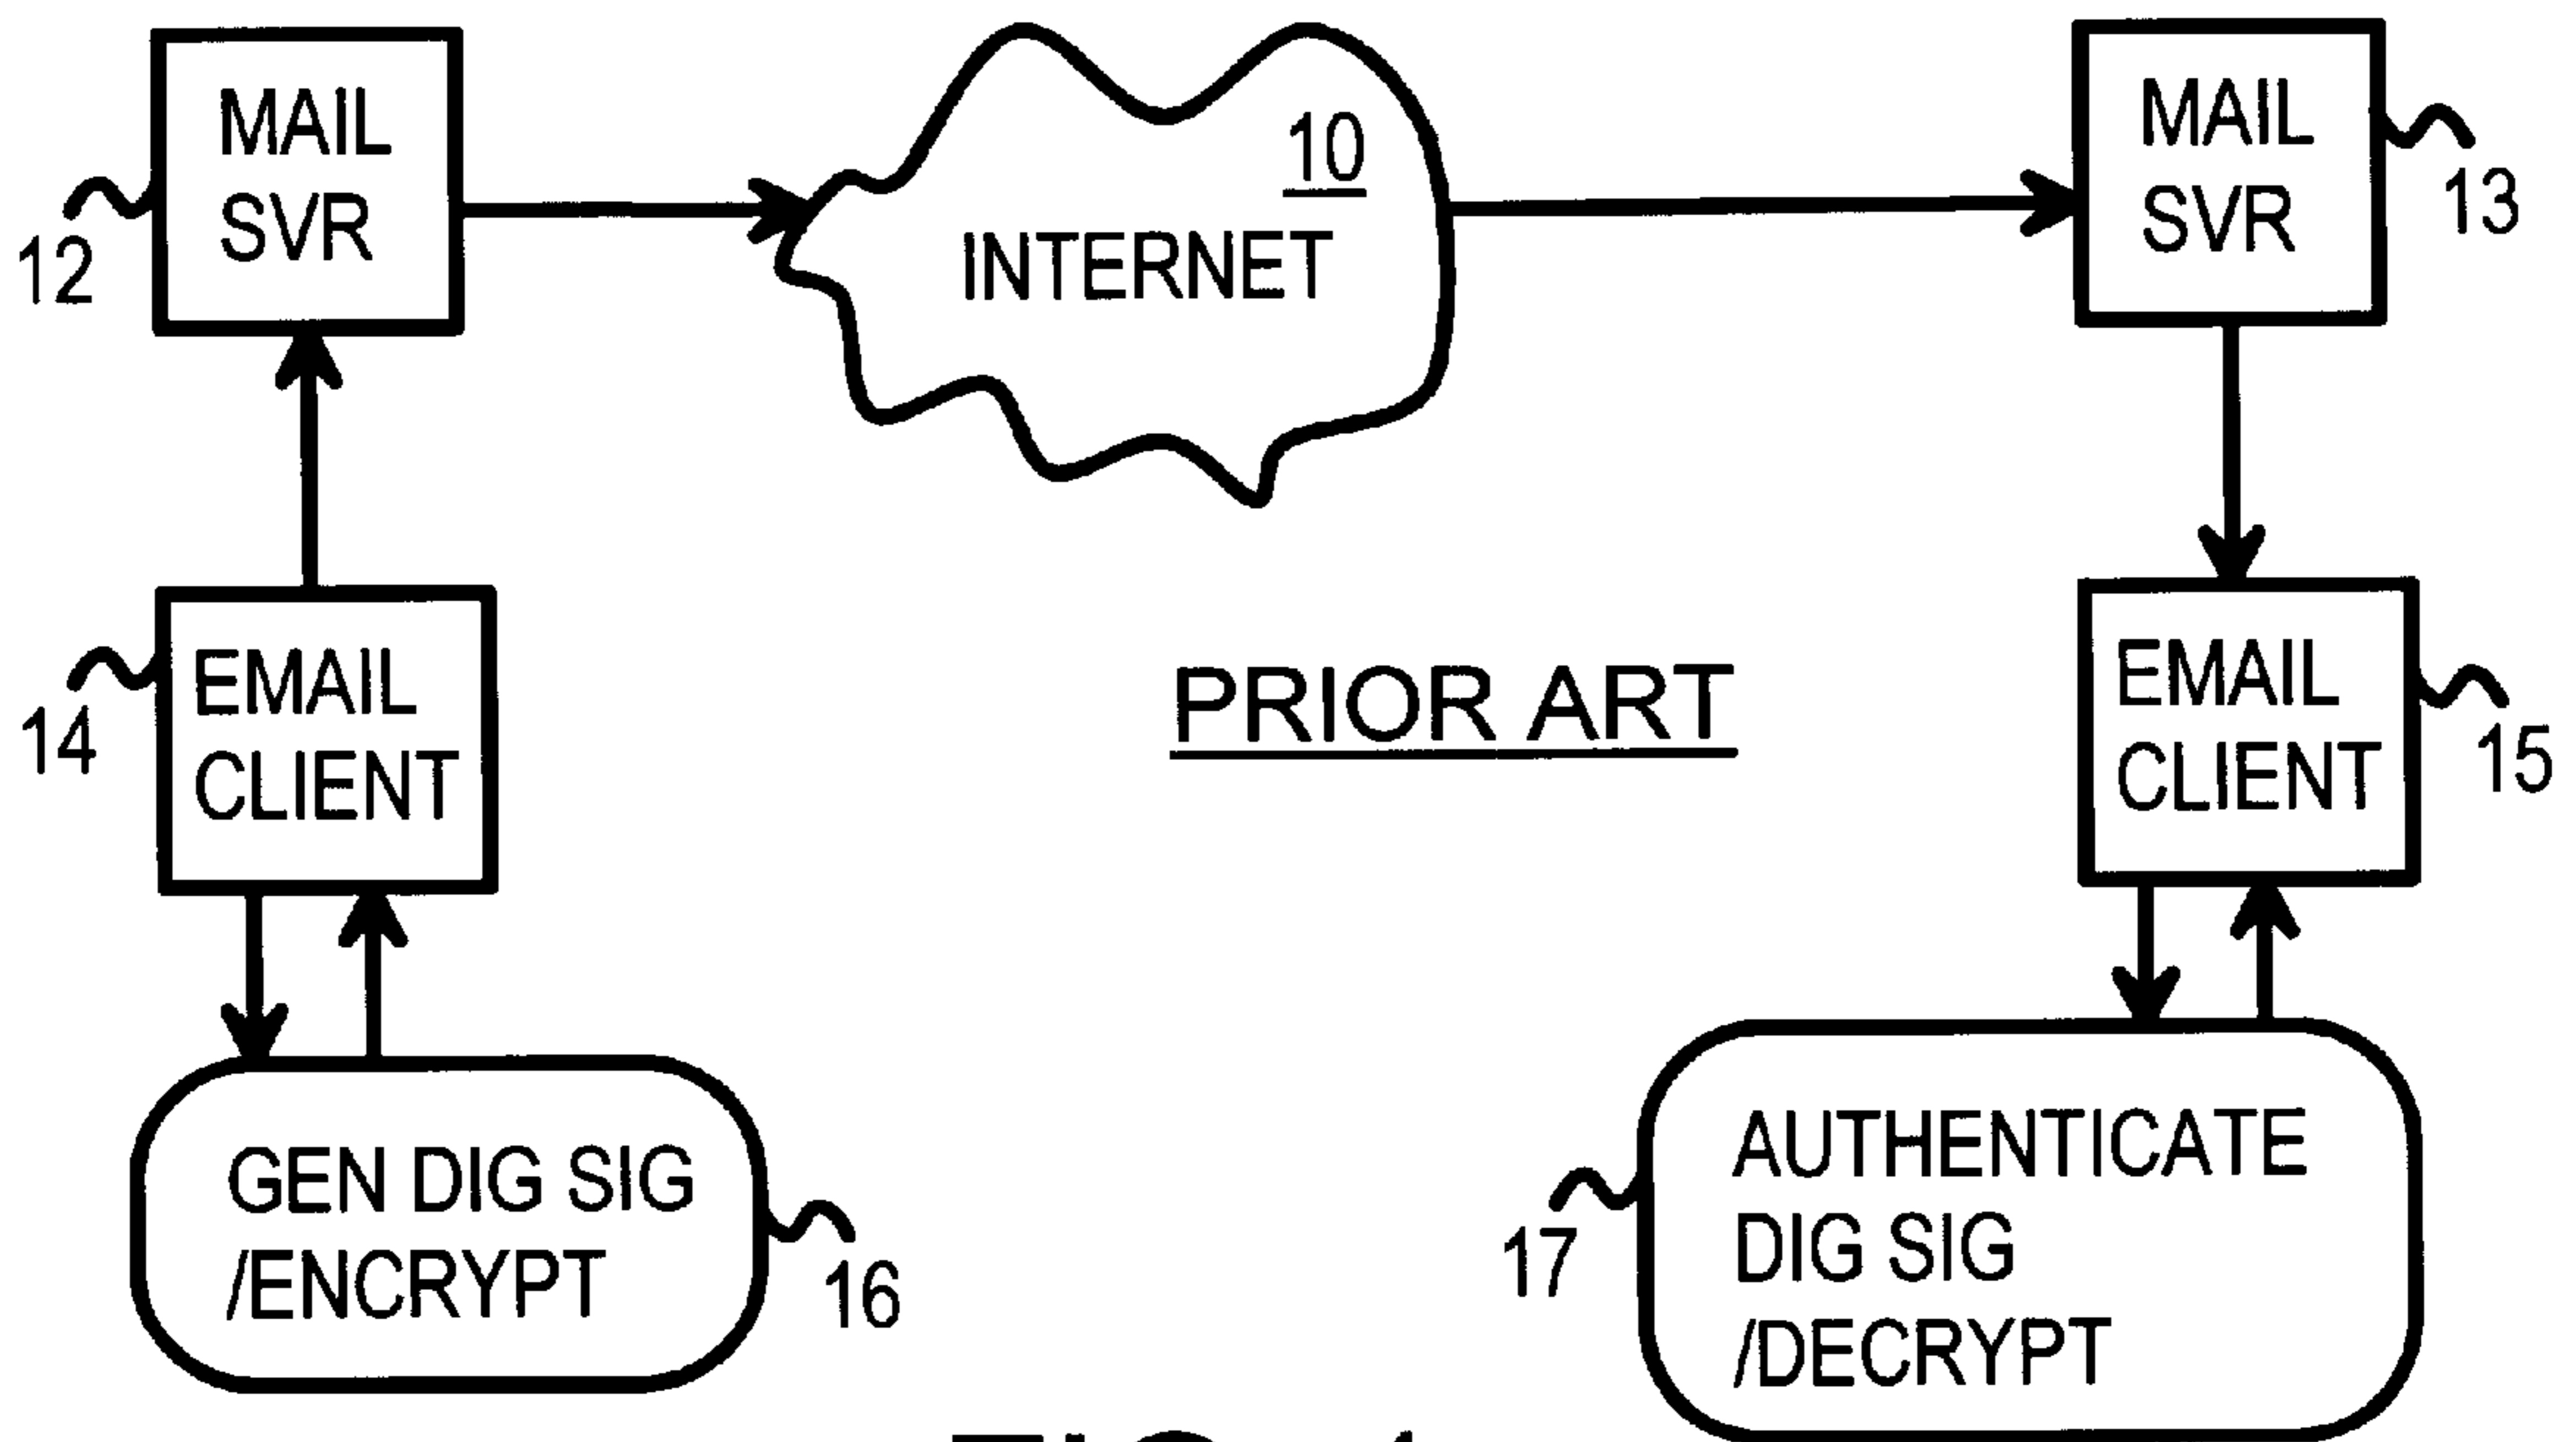 MAIL
SVR
12
10
INTERNET
MAIL
SVR
13
EMAIL
CLIENT
14
PRIOR ART
EMAIL
CLIENT
15
GEN DIG SIG
/ENCRYPT
16
AUTHENTICATE
DIG SIG
/DECRYPT
17